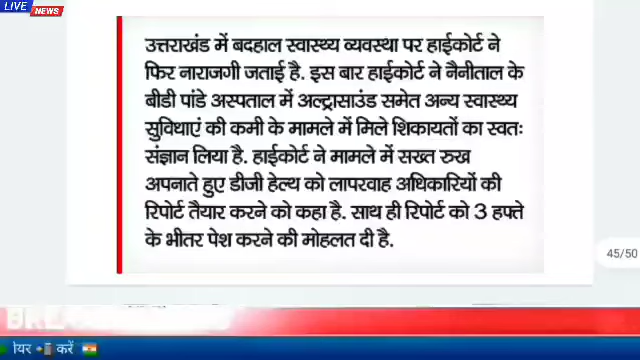 LIVE
NEWS
उत्तराखंड में बदहाल स्वास्थ्य व्यवस्था पर हाईकोर्ट ने
फिर नाराजगी जताई है. इस बार हाईकोर्ट ने नैनीताल के
बीडी पांडे अस्पताल में अल्ट्रासाउंड समेत अन्य स्वास्थ्य
सुविधाएं की कमी के मामले में मिले शिकायतों का स्वतः
संज्ञान लिया है. हाईकोर्ट ने मामले में सख्त रुख
अपनाते हुए डीजी हेल्थ को लापरवाह अधिकारियों की
रिपोर्ट तैयार करने को कहा है. साथ ही रिपोर्ट को 3 हफ्ते
के भीतर पेश करने की मोहलत दी है.
45/50
करें